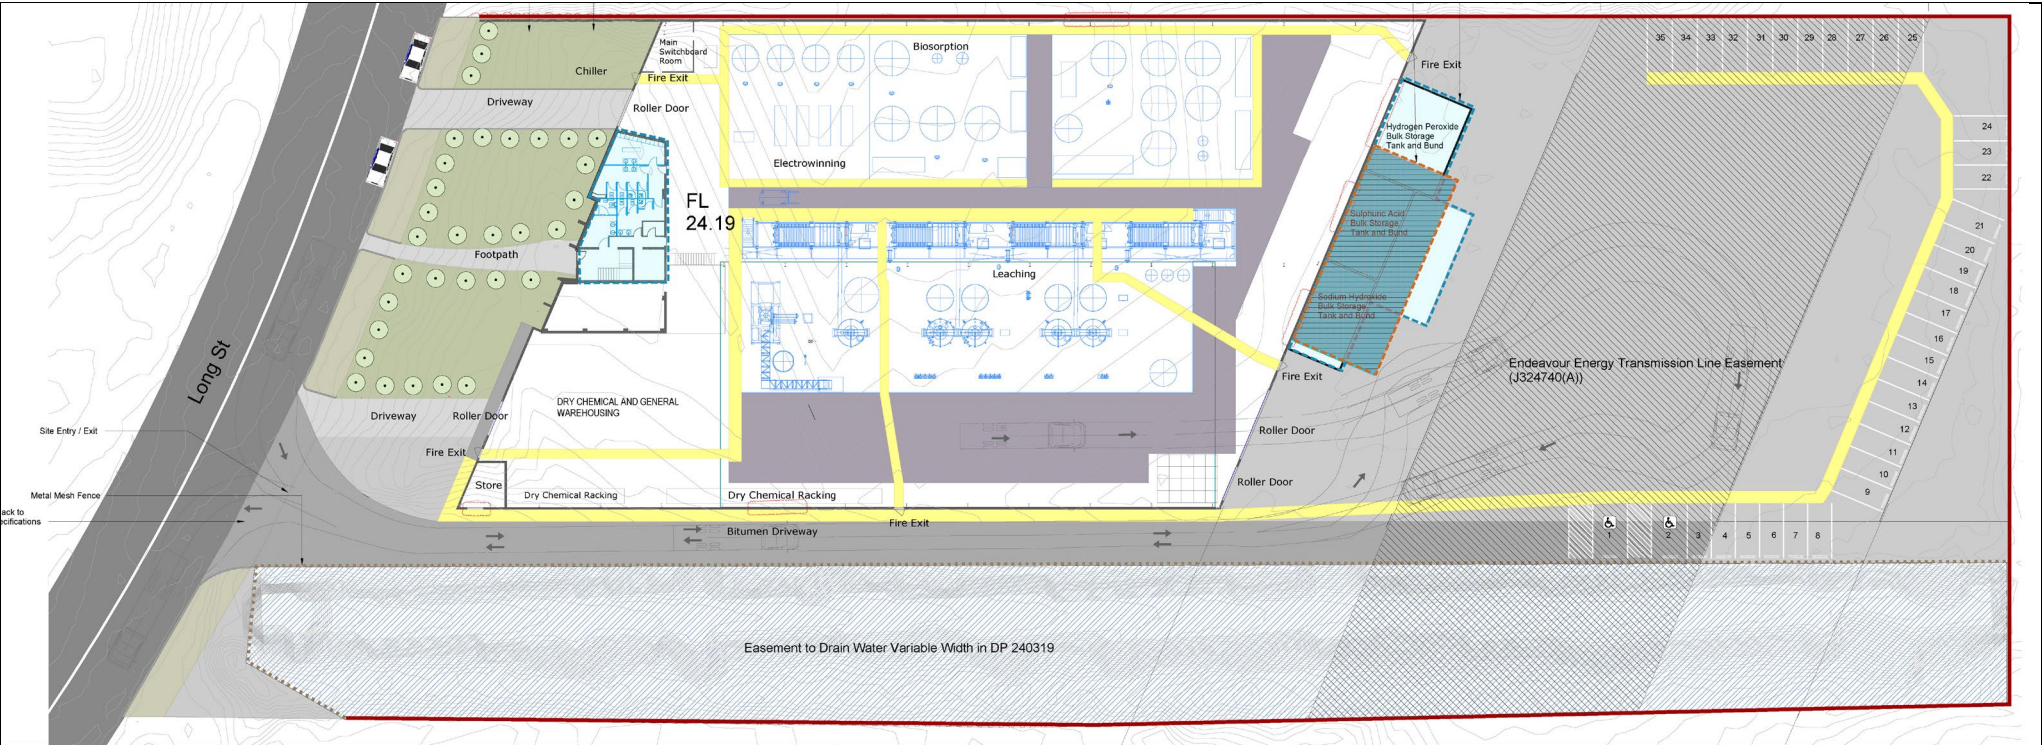 Main
Switchboard
Room
Biosorption
Chiller
Fire Exit
Fire Exit
35 34 33 32 31 30 29 28 27 26 25
Driveway
Roller Door
Hydrogen Peroxide
Bulk Storage
Tank and Bund
24
23
22
Electrowinning
FL
24.19
Sulphuric Acid
Bulk Storage
Tank and Bund
21
20
19
18
17
16
15
14
13
12
11
10
9
Footpath
Leaching
Sodium Hydroxide
Bulk Storage
Tank and Bund
Long St
Endeavour Energy Transmission Line Easement
(J324740(A))
Fire Exit
DRY CHEMICAL AND GENERAL
WAREHOUSING
Driveway
Roller Door
Roller Door
Site Entry / Exit
Fire Exit
Store
Dry Chemical Racking
Dry Chemical Racking
Roller Door
Metal Mesh Fence
ack to
ecifications
Fire Exit
Bitumen Driveway
1 2 3 4 5 6 7 8
Easement to Drain Water Variable Width in DP 240319